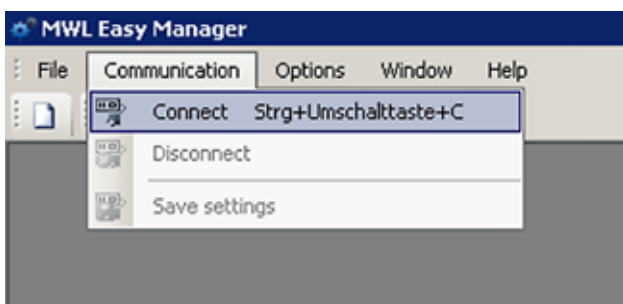 MWL Easy Manager
File Communication Options Window Help
Connect Strg+Umschalttaste+C
Disconnect
Save settings